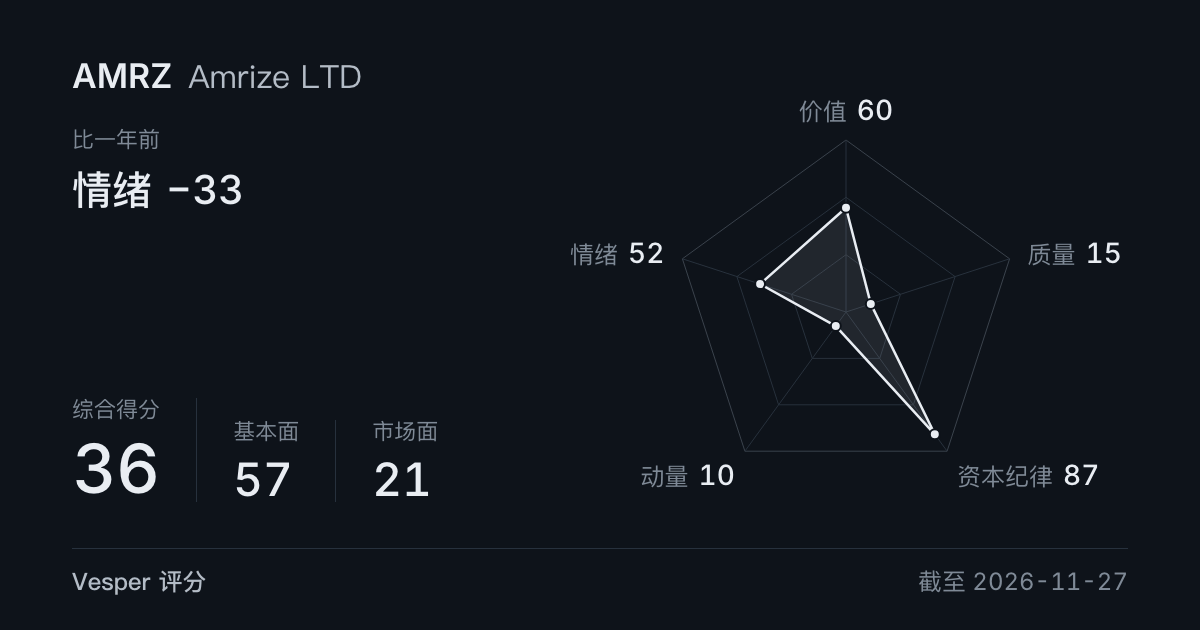 AMRZ Amrize LTD
比一年前
情绪 −33
价值 60
情绪 52
质量 15
动量 10
资本纪律 87
综合得分
36
基本面
57
市场面
21
Vesper 评分
截至 2026-11-27